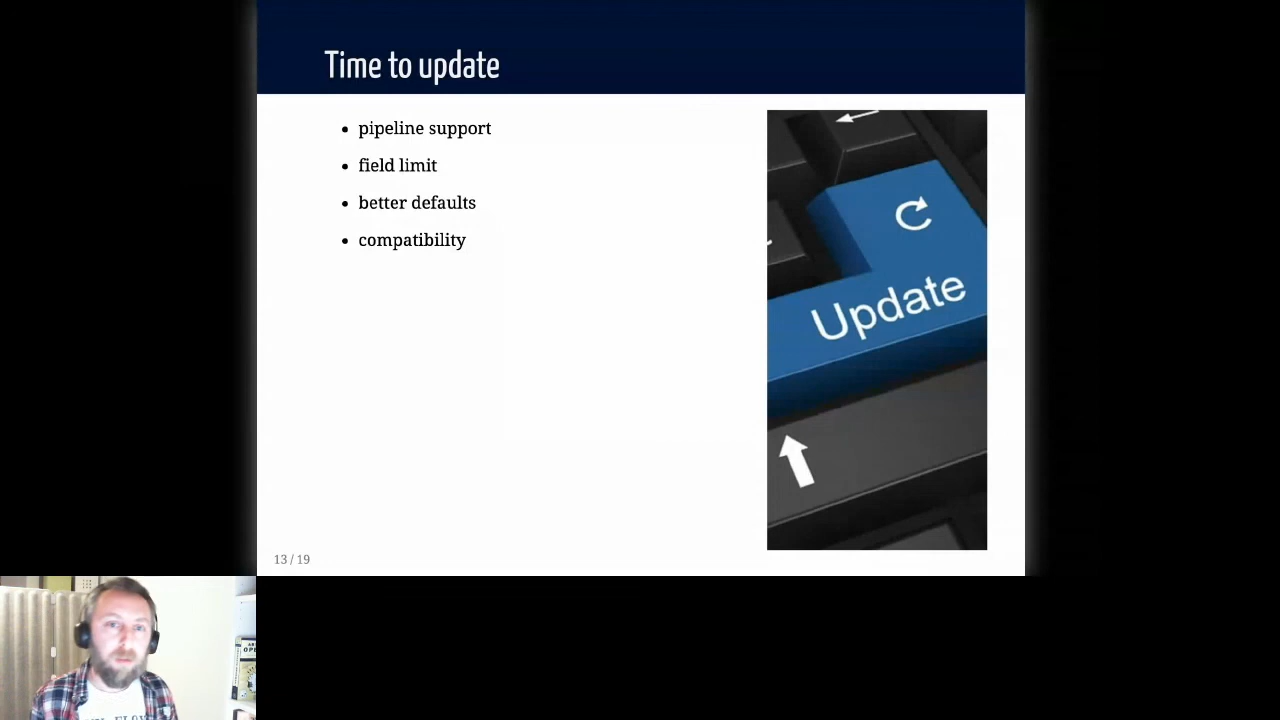 Time to update
pipeline support
field limit
better defaults
compatibility
Update
13 / 19